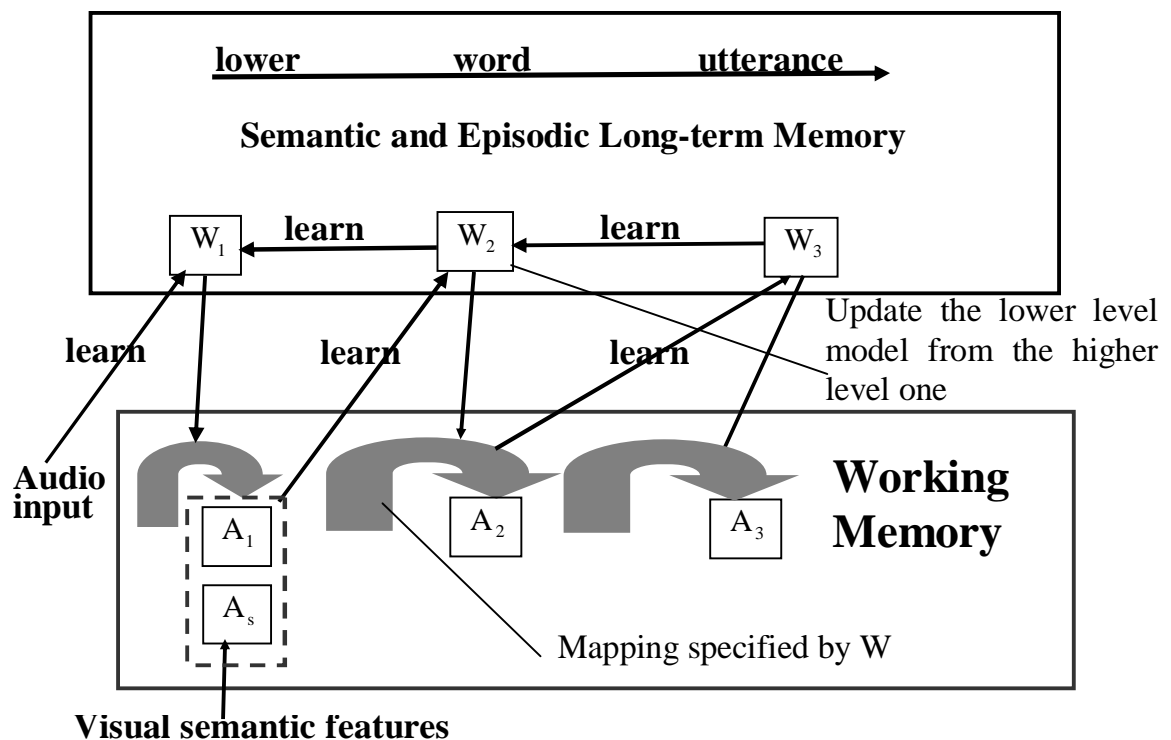 lower word utterance
Semantic and Episodic Long-term Memory
W1 learn W2 learn W3
learn learn learn
Update the lower level
model from the higher
level one
Audio
input
A1 A2 A3
As
Working
Memory
Mapping specified by W
Visual semantic features